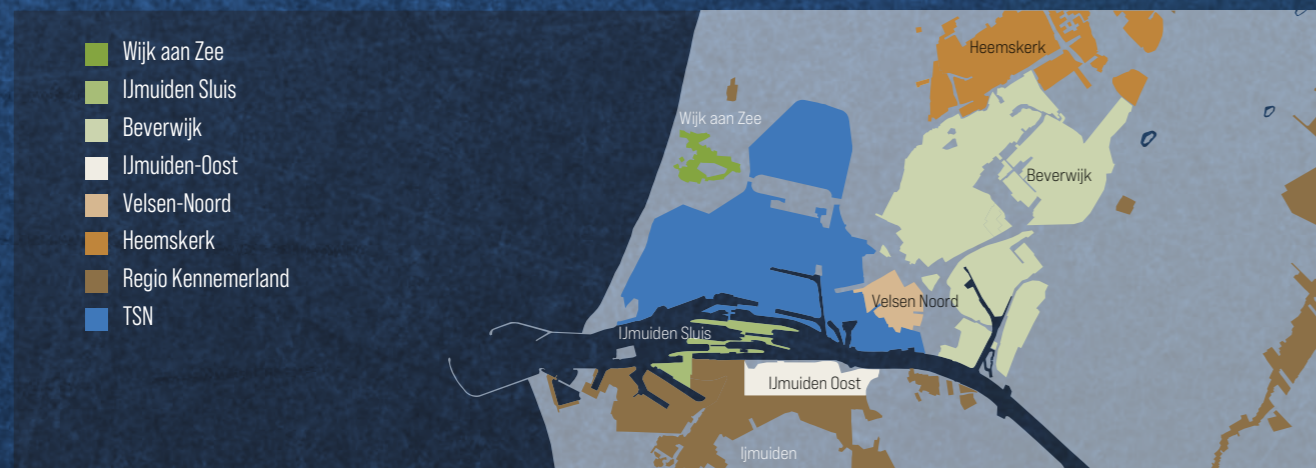 Wijk aan Zee
IJmuiden Sluis
Beverwijk
IJmuiden-Oost
Velsen-Noord
Heemskerk
Regio Kennemerland
TSN
Heemskerk
Wijk aan Zee
Beverwijk
Velsen Noord
IJmuiden Sluis
IJmuiden Oost
Ijmuiden